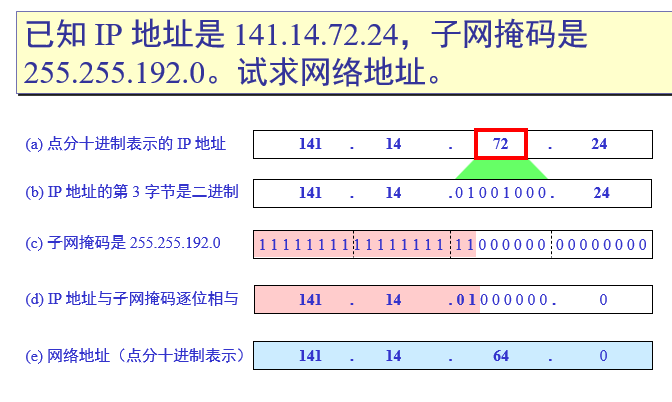 已知 IP 地址是 141.14.72.24，子网掩码是
255.255.192.0。试求网络地址。
(a) 点分十进制表示的 IP 地址 141 . 14 . 72 . 24
(b) IP 地址的第 3 字节是二进制 141 . 14 .01001000. 24
(c) 子网掩码是 255.255.192.0 11111111 11111111 11000000 00000000
(d) IP 地址与子网掩码逐位相与 141 . 14 .01000000. 0
(e) 网络地址（点分十进制表示） 141 . 14 . 64 . 0